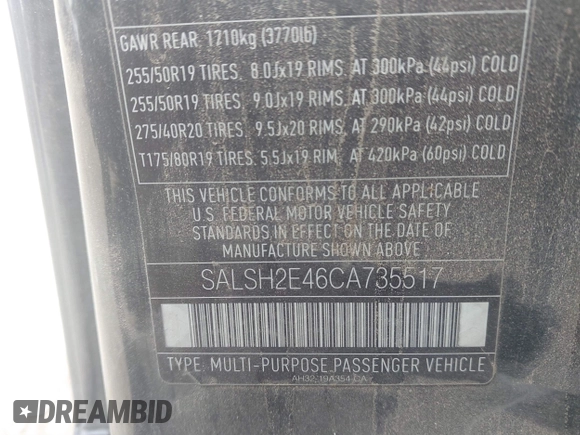 GAWR REAR: 1710kg (3770lb)
255/50R19 TIRES, 8.0Jx19 RIMS, AT 300kPa (44psi) COLD
255/50R19 TIRES, 9.0Jx19 RIMS, AT 300kPa (44psi) COLD
275/40R20 TIRES, 9.5Jx20 RIMS, AT 290kPa (42psi) COLD
T175/80R19 TIRES, 5.5Jx19 RIM, AT 420kPa (60psi) COLD
THIS VEHICLE CONFORMS TO ALL APPLICABLE
U.S. FEDERAL MOTOR VEHICLE SAFETY
STANDARDS IN EFFECT ON THE DATE OF
MANUFACTURE SHOWN ABOVE
SALSH2E46CA735517
TYPE: MULTI-PURPOSE PASSENGER VEHICLE
AH32-19A354-CA
DREAMBID